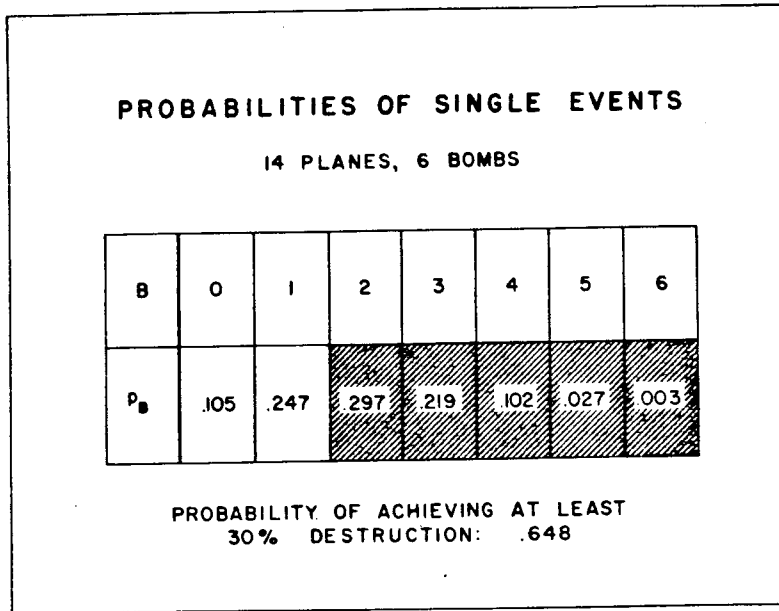 PROBABILITIES OF SINGLE EVENTS
14 PLANES, 6 BOMBS
B 0 1 2 3 4 5 6
P_B .105 .247 .297 .219 .102 .027 .003
PROBABILITY OF ACHIEVING AT LEAST
30% DESTRUCTION: .648